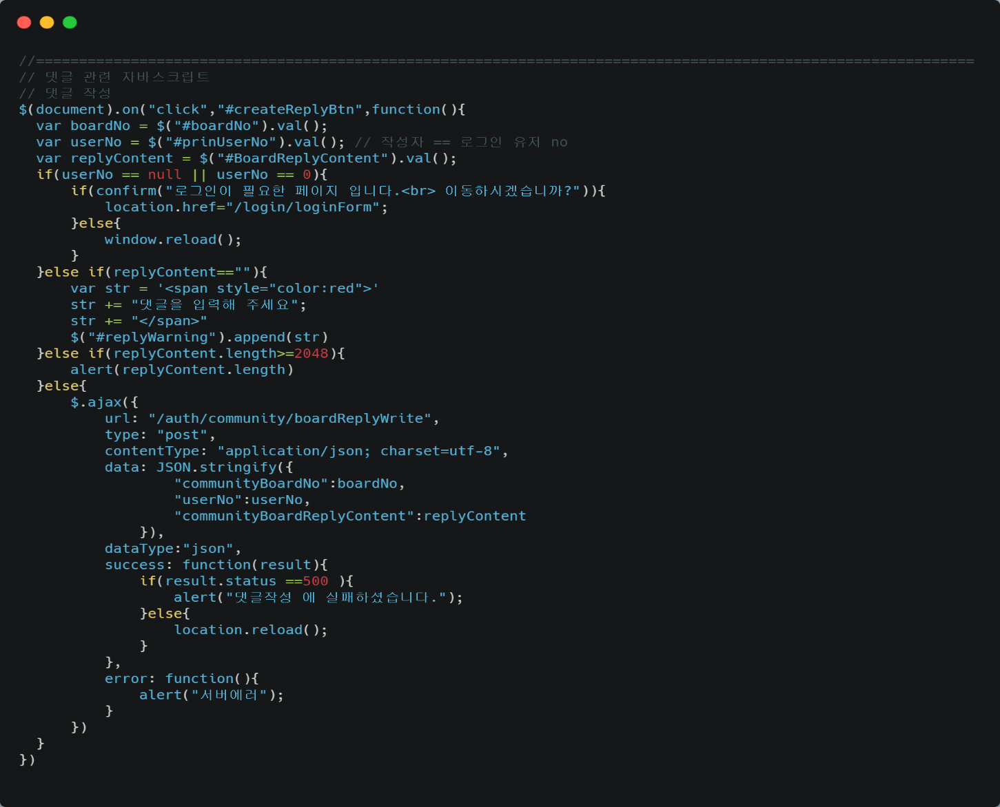 //=============================================================================================================
// 댓글 관련 자바스크립트
// 댓글 작성
$(document).on("click","#createReplyBtn",function(){
  var boardNo = $("#boardNo").val();
  var userNo = $("#prinUserNo").val(); // 작성자 == 로그인 유저 no
  var replyContent = $("#BoardReplyContent").val();
  if(userNo == null || userNo == 0){
      if(confirm("로그인이 필요한 페이지 입니다.<br> 이동하시겠습니까?")){
          location.href="/login/loginForm";
      }else{
          window.reload();
      }
  }else if(replyContent==""){
      var str = '<span style="color:red">'
      str += "댓글을 입력해 주세요";
      str += "</span>"
      $("#replyWarning").append(str)
  }else if(replyContent.length>=2048){
      alert(replyContent.length)
  }else{
      $.ajax({
          url: "/auth/community/boardReplyWrite",
          type: "post",
          contentType: "application/json; charset=utf-8",
          data: JSON.stringify({
                  "communityBoardNo":boardNo,
                  "userNo":userNo,
                  "communityBoardReplyContent":replyContent
              }),
          dataType:"json",
          success: function(result){
              if(result.status ==500 ){
                  alert("댓글작성 에 실패하셨습니다.");
              }else{
                  location.reload();
              }
          },
          error: function(){
              alert("서버에러");
          }
      })
  }
})